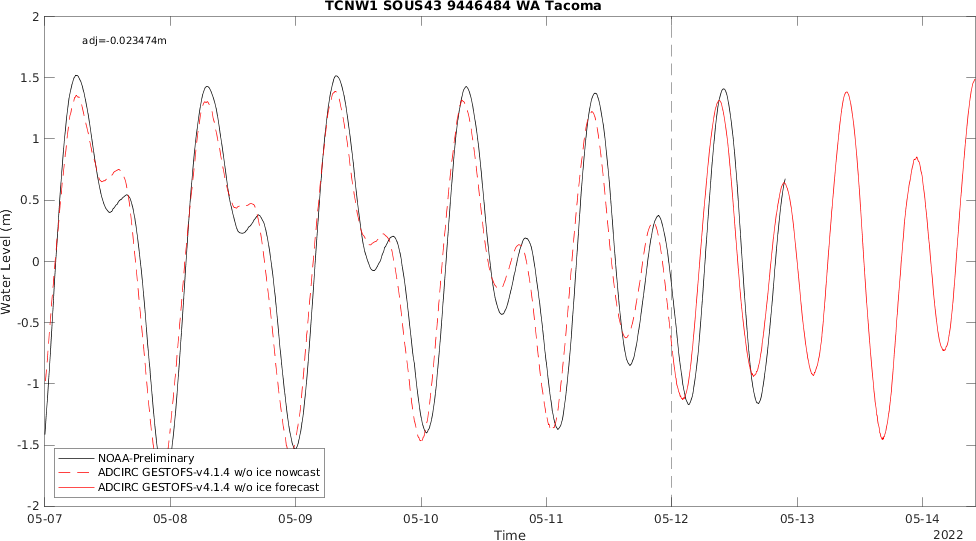 TCNW1 SOUS43 9446484 WA Tacoma
adj=-0.023474m
2
1.5
1
0.5
0
-0.5
-1
-1.5
-2
Water Level (m)
NOAA-Preliminary
ADCIRC GESTOFS-v4.1.4 w/o ice nowcast
ADCIRC GESTOFS-v4.1.4 w/o ice forecast
05-07 05-08 05-09 05-10 05-11 05-12 05-13 05-14
Time
2022